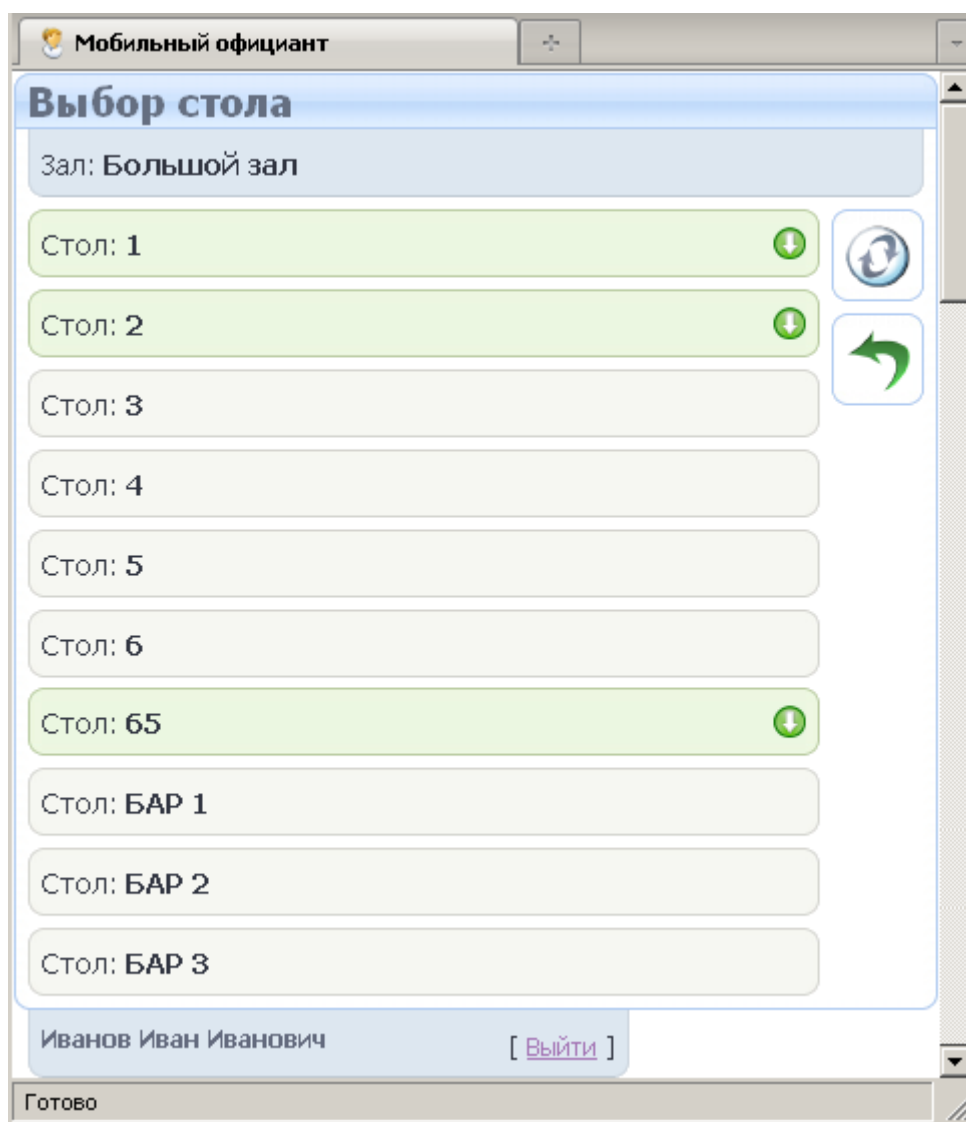 Мобильный официант
Выбор стола
Зал: Большой зал
Стол: 1
Стол: 2
Стол: 3
Стол: 4
Стол: 5
Стол: 6
Стол: 65
Стол: БАР 1
Стол: БАР 2
Стол: БАР 3
Иванов Иван Иванович [ Выйти ]
Готово